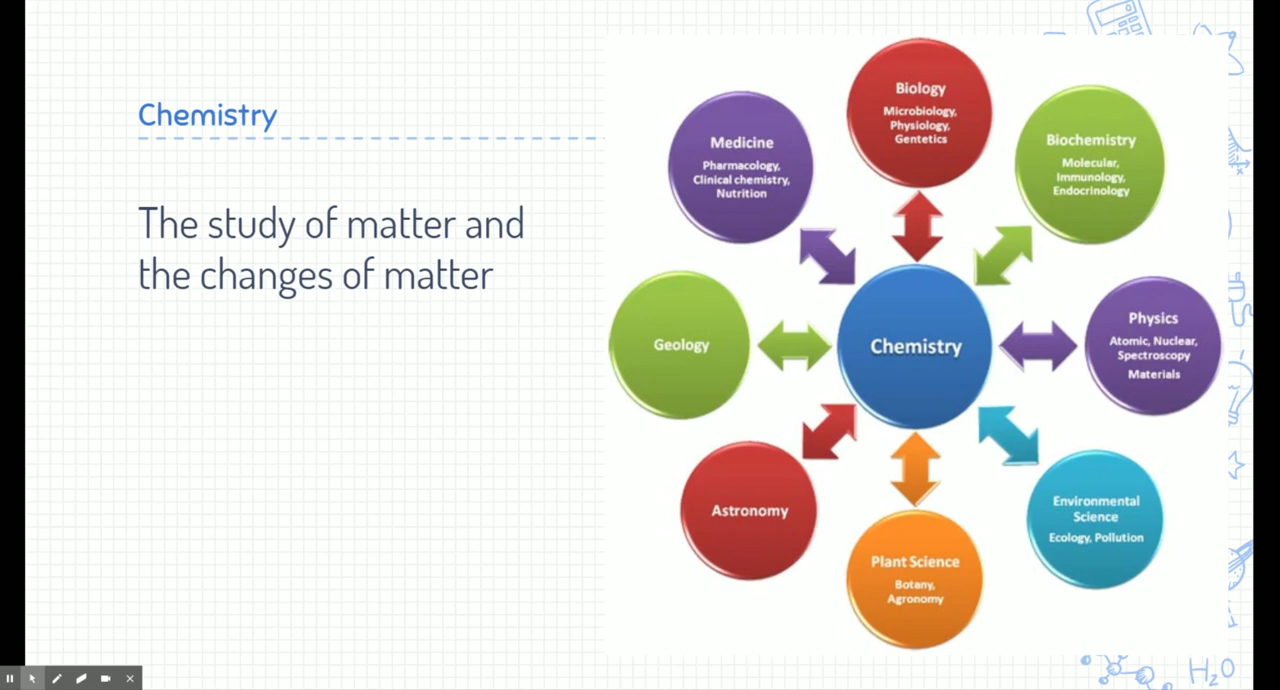 Chemistry
The study of matter and
the changes of matter
Biology
Microbiology,
Physiology,
Gentetics
Biochemistry
Molecular,
Immunology,
Endocrinology
Physics
Atomic, Nuclear,
Spectroscopy
Materials
Environmental
Science
Ecology, Pollution
Plant Science
Botany,
Agronomy
Astronomy
Geology
Medicine
Pharmacology,
Clinical chemistry,
Nutrition
Chemistry
H2O